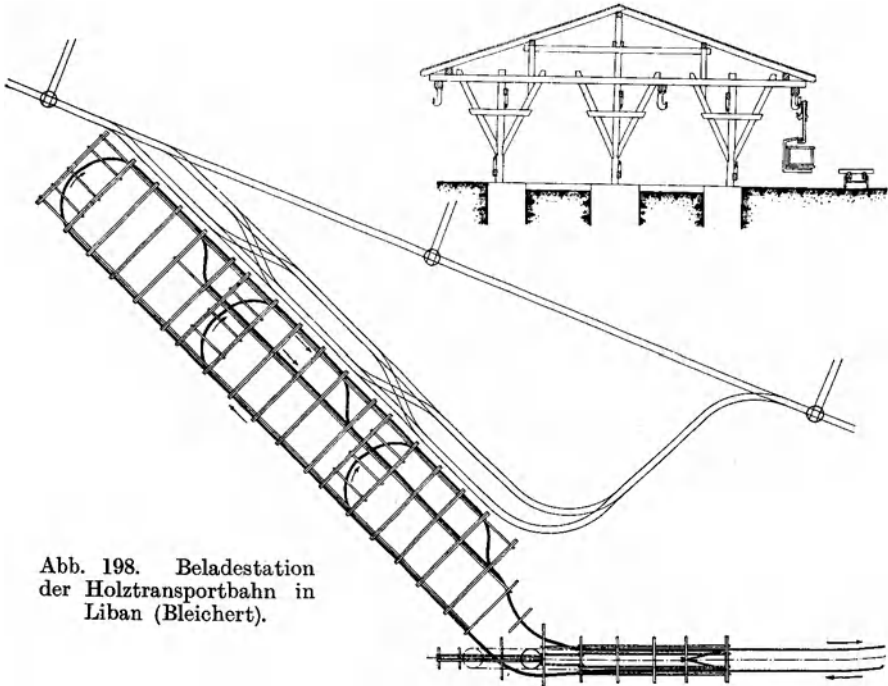 Abb. 198. Beladestation
der Holztransportbahn in
Liban (Bleichert).